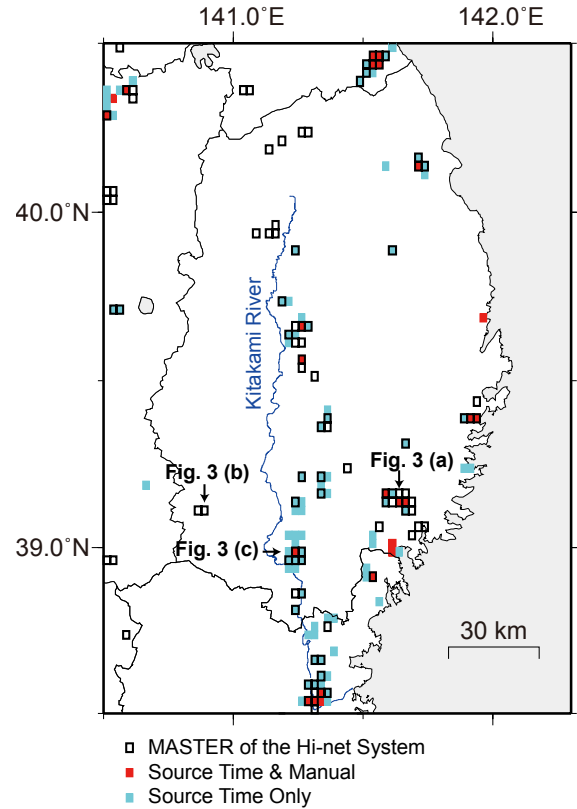 141.0˚E 142.0˚E
40.0˚N
Kitakami River
Fig. 3 (b) Fig. 3 (a)
39.0˚N Fig. 3 (c)
30 km
MASTER of the Hi-net System
Source Time & Manual
Source Time Only